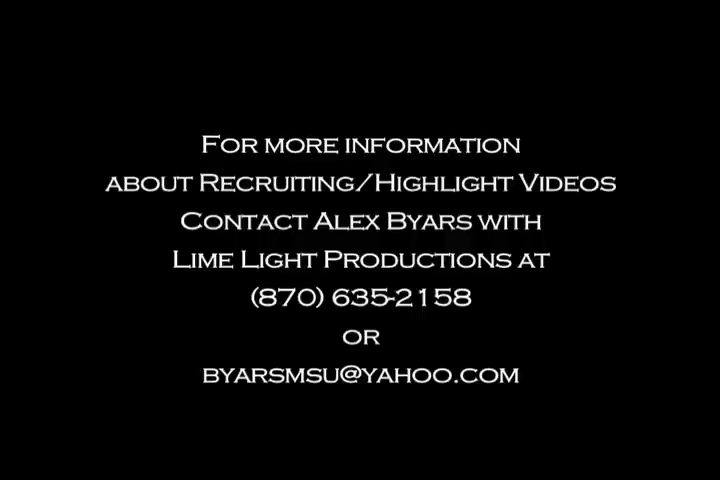 For more information
about Recruiting/Highlight Videos
Contact Alex Byars with
Lime Light Productions at
(870) 635-2158
or
byarsmsu@yahoo.com